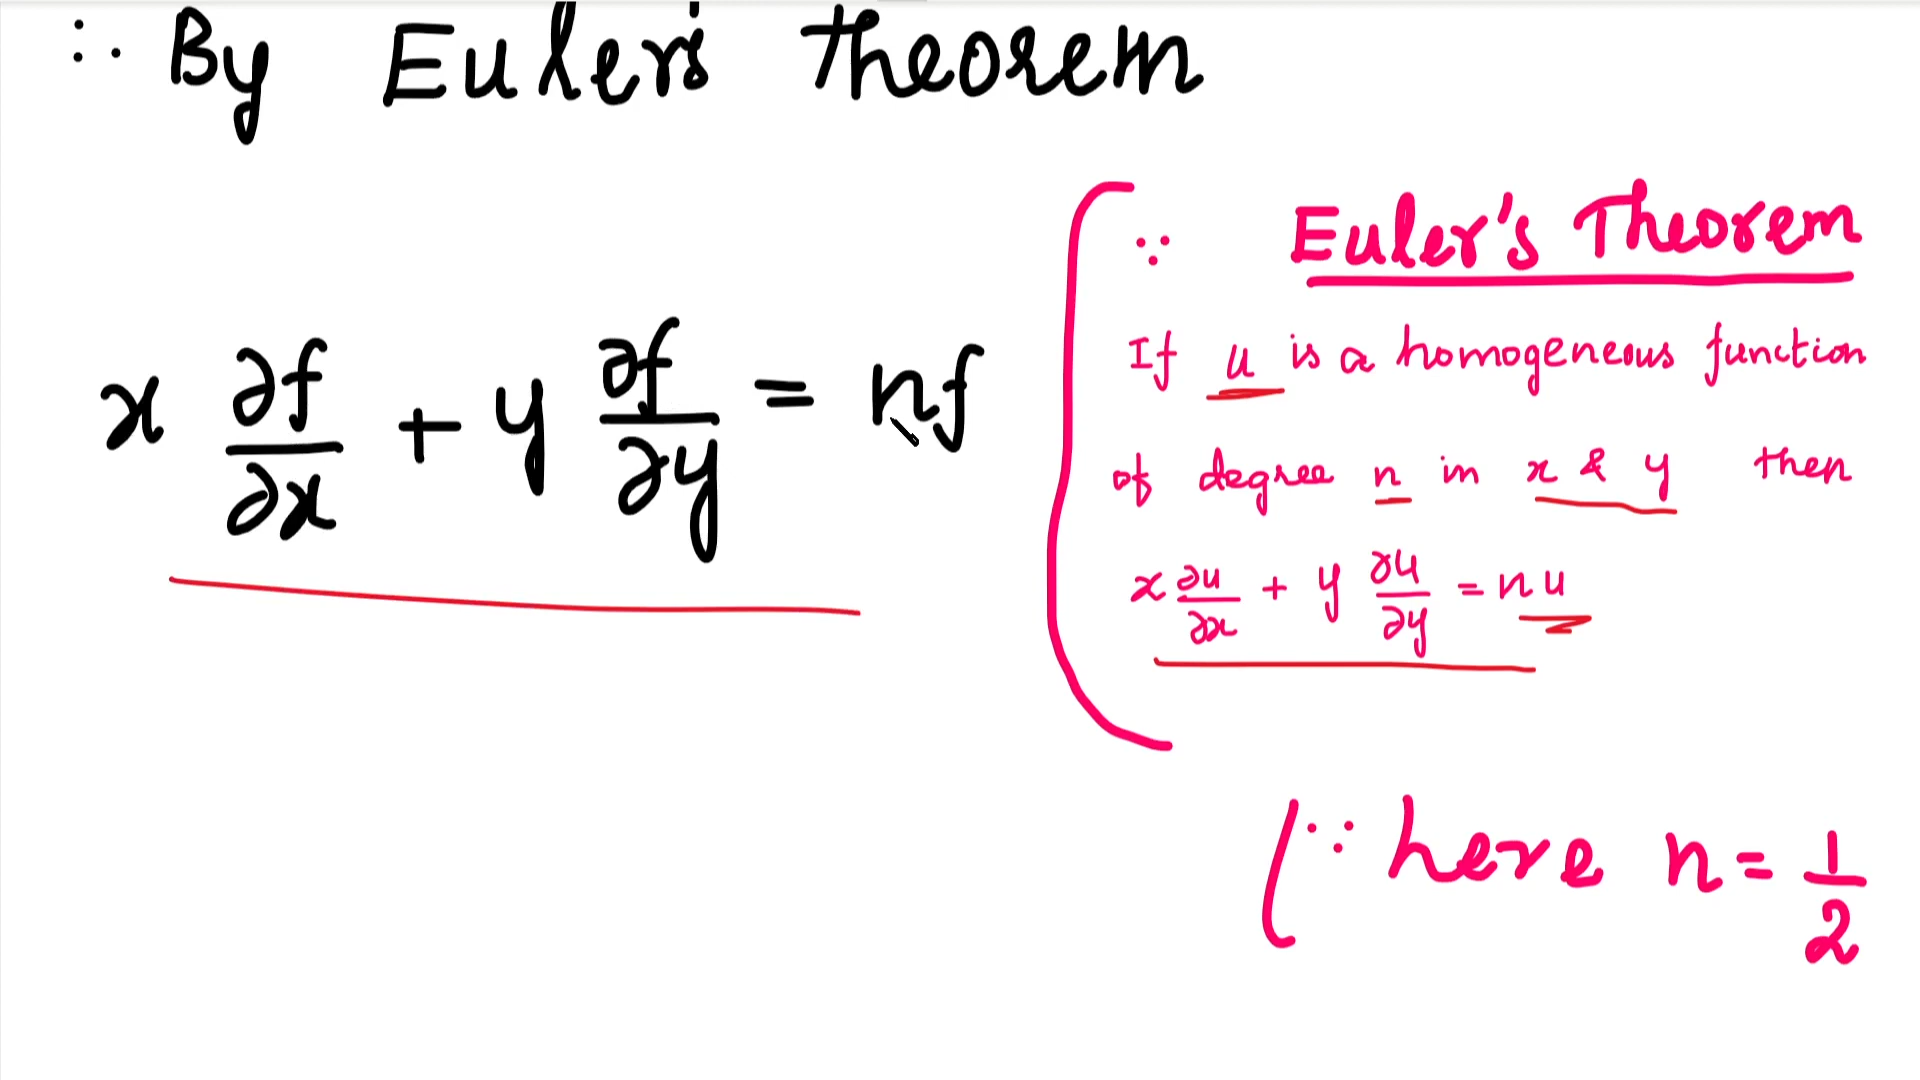 ∴ By Euler's Theorem
x ∂f/∂x + y ∂f/∂y = nf
∵ Euler's Theorem
If u is a homogeneous function
of degree n in x & y then
x ∂u/∂x + y ∂u/∂y = nu
(∵ here n = 1/2